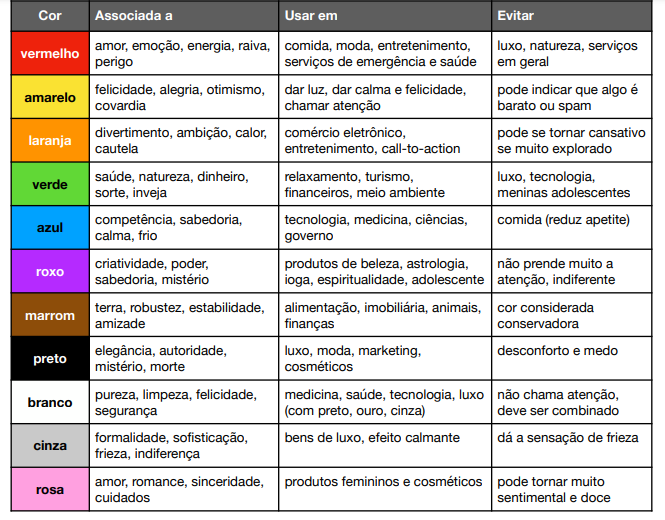 Cor Associada a Usar em Evitar
vermelho
amor, emoção, energia, raiva,
perigo
comida, moda, entretenimento,
serviços de emergência e saúde
luxo, natureza, serviços
em geral
amarelo
felicidade, alegria, otimismo,
covardia
dar luz, dar calma e felicidade,
chamar atenção
pode indicar que algo é
barato ou spam
laranja
divertimento, ambição, calor,
cautela
comércio eletrônico,
entretenimento, call-to-action
pode se tornar cansativo
se muito explorado
verde
saúde, natureza, dinheiro,
sorte, inveja
relaxamento, turismo,
financeiros, meio ambiente
luxo, tecnologia,
meninas adolescentes
azul
competência, sabedoria,
calma, frio
tecnologia, medicina, ciências,
governo
comida (reduz apetite)
roxo
criatividade, poder,
sabedoria, mistério
produtos de beleza, astrologia,
ioga, espiritualidade, adolescente
não prende muito a
atenção, indiferente
marrom
terra, robustez, estabilidade,
amizade
alimentação, imobiliária, animais,
finanças
cor considerada
conservadora
preto
elegância, autoridade,
mistério, morte
luxo, moda, marketing,
cosméticos
desconforto e medo
branco
pureza, limpeza, felicidade,
segurança
medicina, saúde, tecnologia, luxo
(com preto, ouro, cinza)
não chama atenção,
deve ser combinado
cinza
formalidade, sofisticação,
frieza, indiferença
bens de luxo, efeito calmante
dá a sensação de frieza
rosa
amor, romance, sinceridade,
cuidados
produtos femininos e cosméticos
pode tornar muito
sentimental e doce